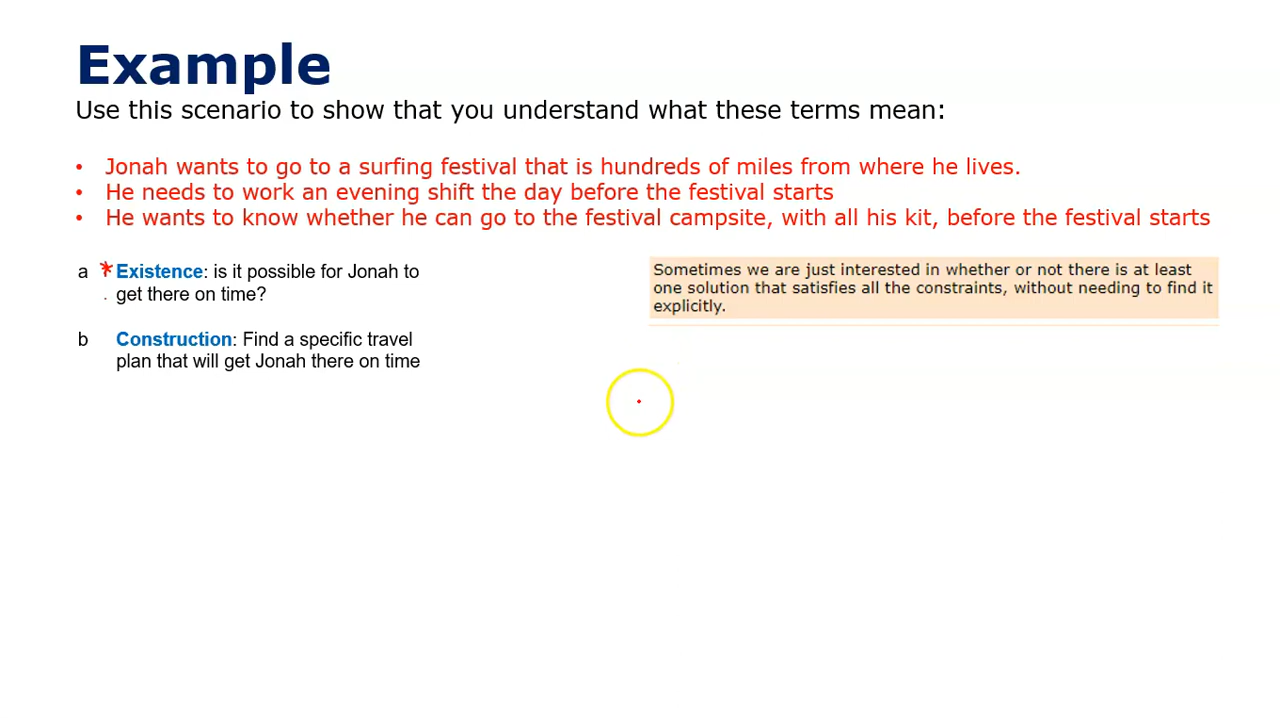 Example
Use this scenario to show that you understand what these terms mean:
• Jonah wants to go to a surfing festival that is hundreds of miles from where he lives.
• He needs to work an evening shift the day before the festival starts
• He wants to know whether he can go to the festival campsite, with all his kit, before the festival starts
a * Existence: is it possible for Jonah to
get there on time?
b Construction: Find a specific travel
plan that will get Jonah there on time
Sometimes we are just interested in whether or not there is at least
one solution that satisfies all the constraints, without needing to find it
explicitly.